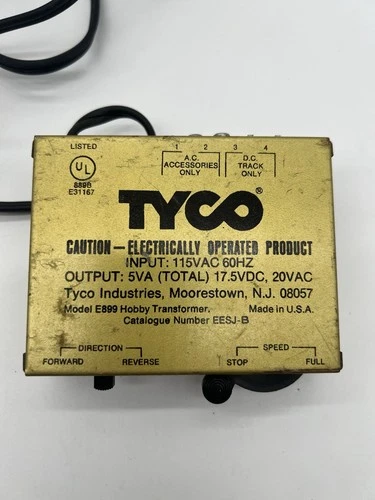 LISTED
UL
889B
E31167
1 2 3 4
A.C. ACCESSORIES ONLY
D.C. TRACK ONLY
TYCO®
CAUTION — ELECTRICALLY OPERATED PRODUCT
INPUT: 115VAC 60HZ
OUTPUT: 5VA (TOTAL) 17.5VDC, 20VAC
Tyco Industries, Moorestown, N.J. 08057
Model E899 Hobby Transformer. Made in U.S.A.
Catalogue Number EESJ-B
DIRECTION SPEED
FORWARD REVERSE STOP FULL